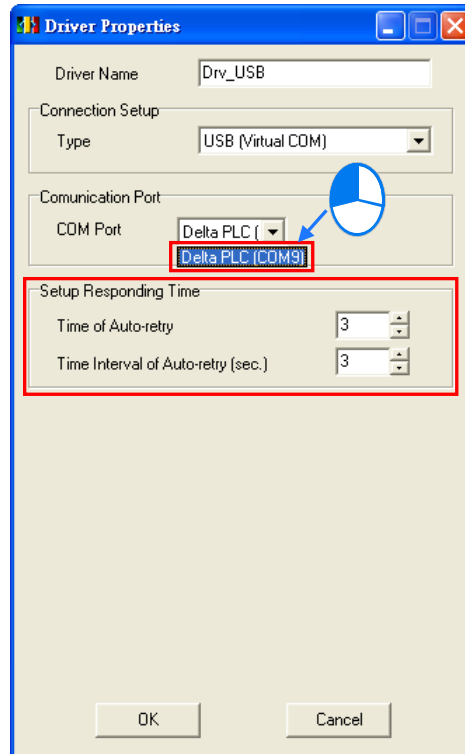 Driver Properties
Driver Name Drv_USB
Connection Setup
Type USB (Virtual COM)
Comunication Port
COM Port Delta PLC (
Delta PLC (COM9)
Setup Responding Time
Time of Auto-retry 3
Time Interval of Auto-retry (sec.) 3
OK Cancel